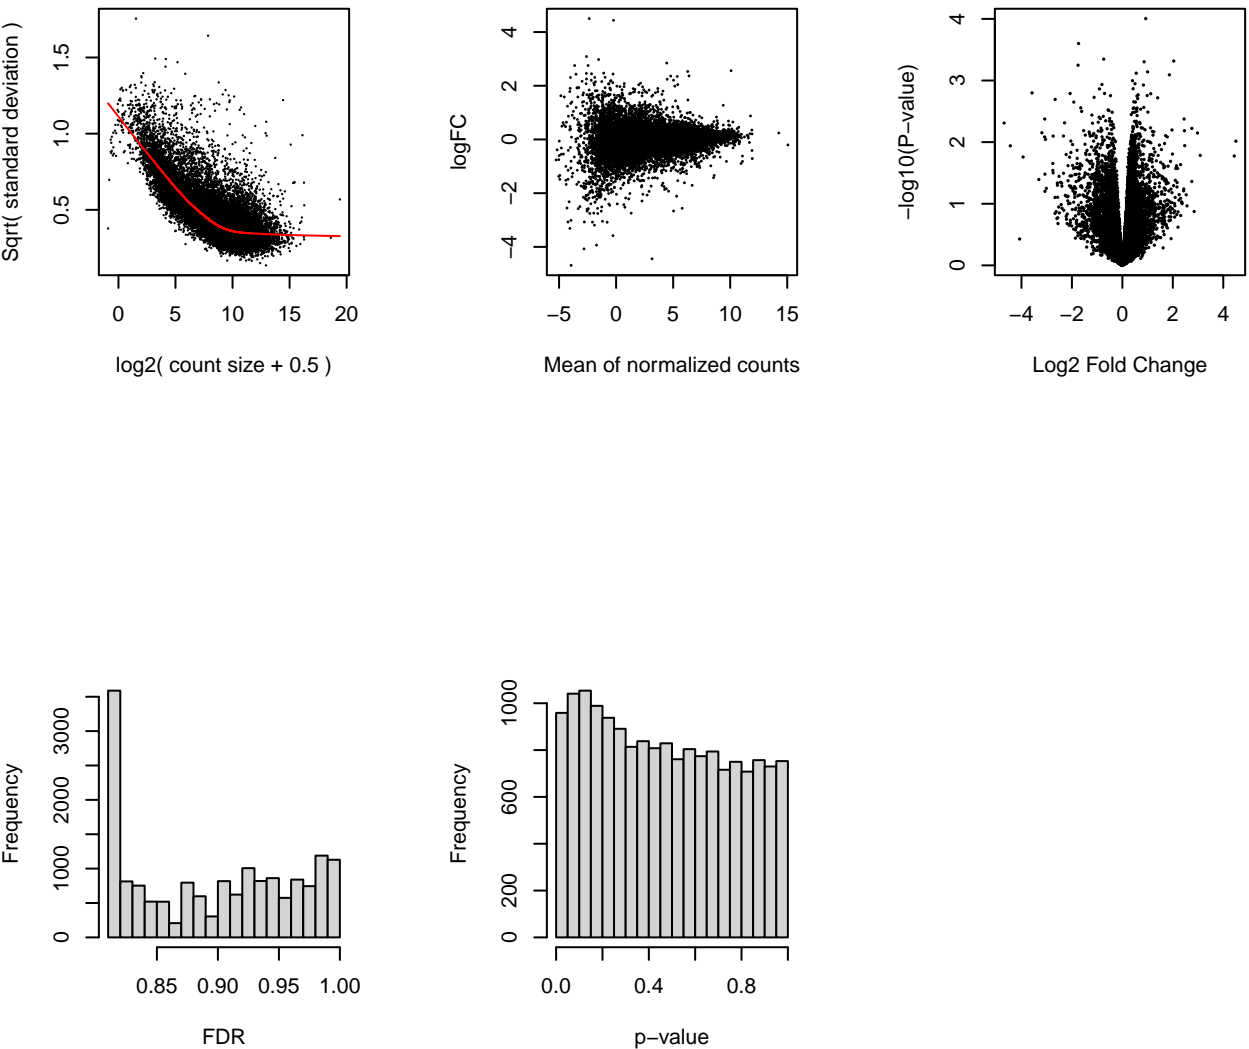 Sqrt( standard deviation )
0.5 1.0 1.5
0 5 10 15 20
log2( count size + 0.5 )
logFC
−4 −2 0 2 4
−5 0 5 10 15
Mean of normalized counts
−log10(P−value)
0 1 2 3 4
−4 −2 0 2 4
Log2 Fold Change
Frequency
0 1000 2000 3000
0.85 0.90 0.95 1.00
FDR
Frequency
0 200 600 1000
0.0 0.4 0.8
p−value